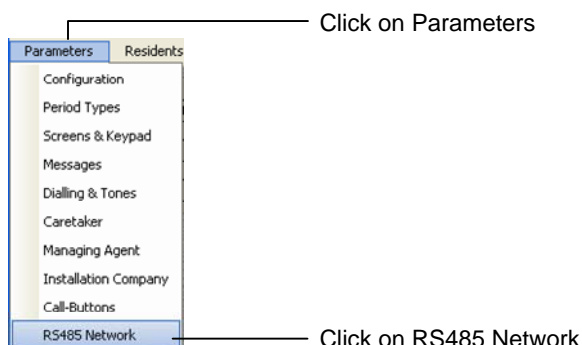 Click on Parameters
Parameters Residents
Configuration
Period Types
Screens & Keypad
Messages
Dialling & Tones
Caretaker
Managing Agent
Installation Company
Call-Buttons
RS485 Network
Click on RS485 Network